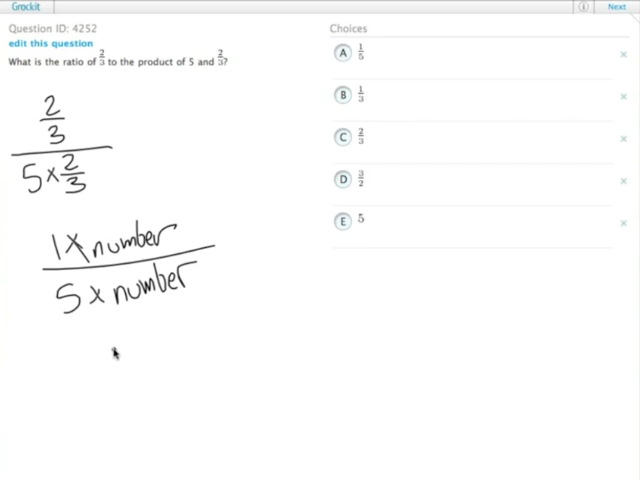 Grockit
Next
Question ID: 4252
edit this question
What is the ratio of 2/3 to the product of 5 and 2/3?
2/3
5 × 2/3
1 × number
5 × number
Choices
A 1/5
B 1/3
C 2/3
D 3/2
E 5